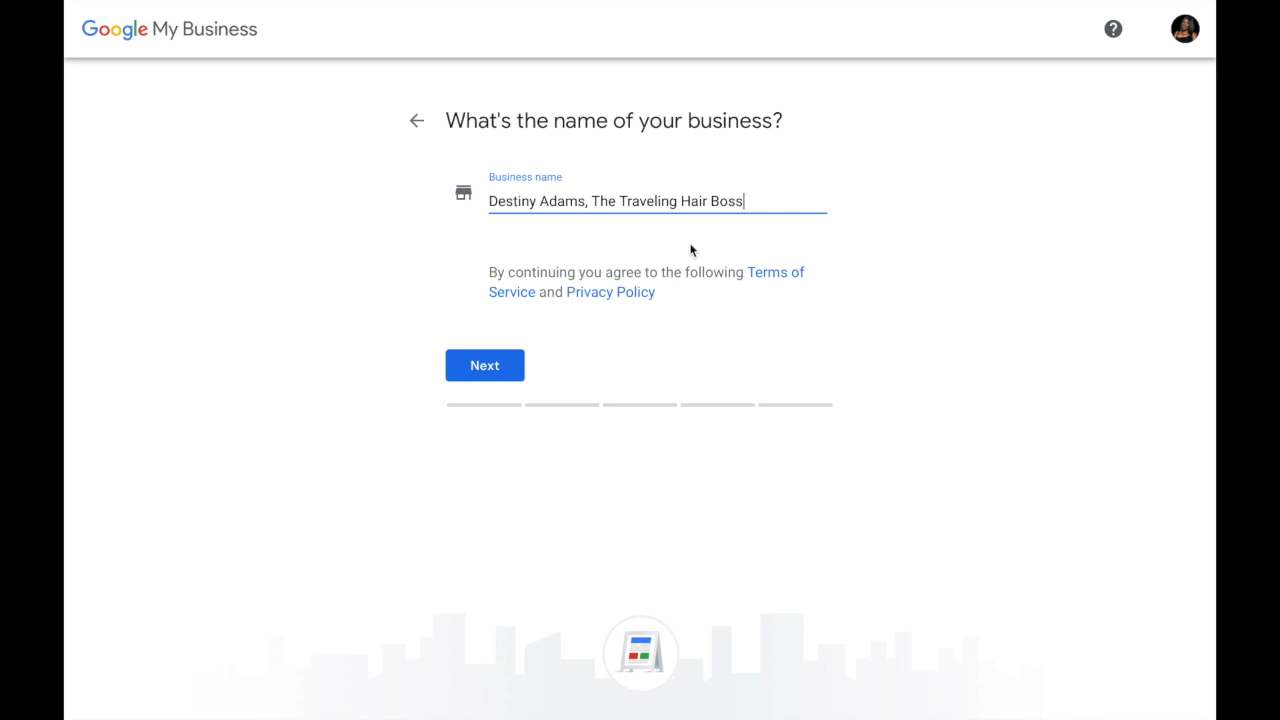 Google My Business
What's the name of your business?
Business name
Destiny Adams, The Traveling Hair Boss
By continuing you agree to the following Terms of
Service and Privacy Policy
Next